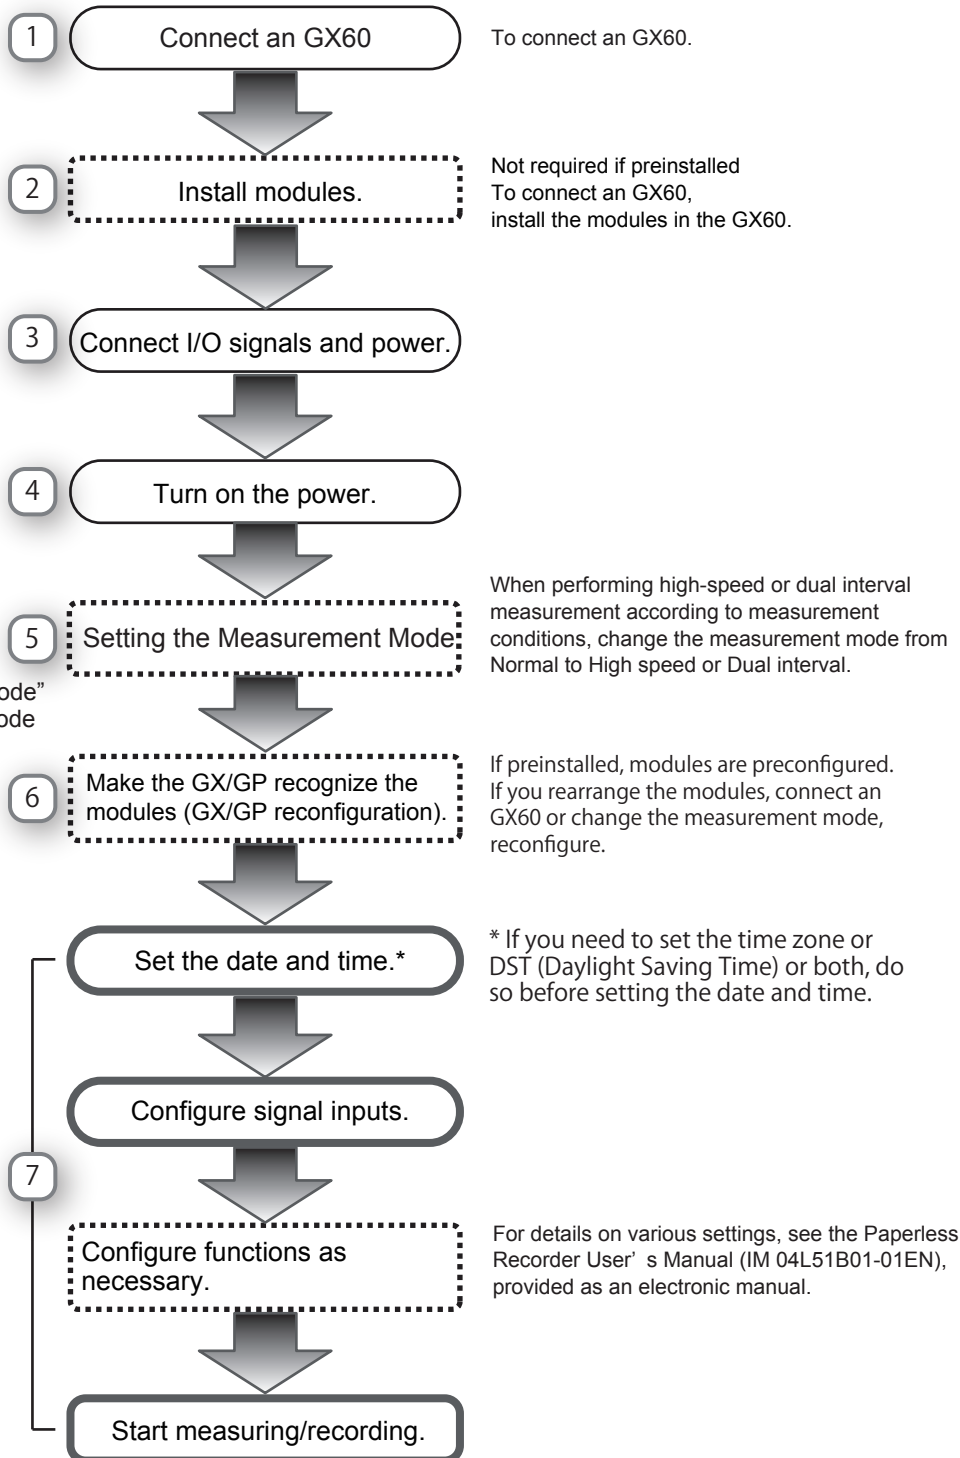 1
Connect an GX60
To connect an GX60.
2
Install modules.
Not required if preinstalled
To connect an GX60,
install the modules in the GX60.
3
Connect I/O signals and power.
4
Turn on the power.
5
Setting the Measurement Mode
When performing high-speed or dual interval
measurement according to measurement
conditions, change the measurement mode from
Normal to High speed or Dual interval.
ode”
ode
6
Make the GX/GP recognize the
modules (GX/GP reconfiguration).
If preinstalled, modules are preconfigured.
If you rearrange the modules, connect an
GX60 or change the measurement mode,
reconfigure.
Set the date and time.*
* If you need to set the time zone or
DST (Daylight Saving Time) or both, do
so before setting the date and time.
Configure signal inputs.
7
Configure functions as
necessary.
For details on various settings, see the Paperless
Recorder User’ s Manual (IM 04L51B01-01EN),
provided as an electronic manual.
Start measuring/recording.